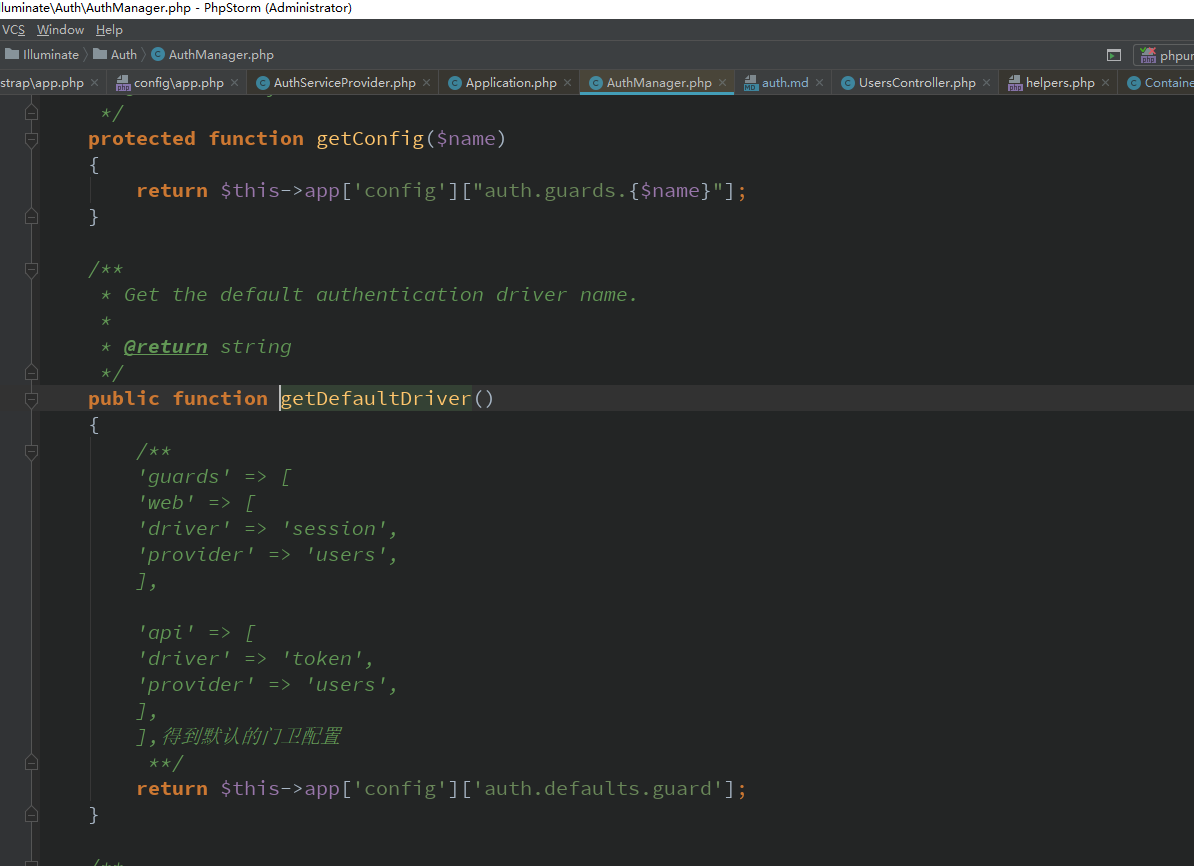 lluminate\Auth\AuthManager.php - PhpStorm (Administrator)
VCS Window Help
Illuminate Auth AuthManager.php phpun
strap\app.php config\app.php AuthServiceProvider.php Application.php AuthManager.php auth.md UsersController.php helpers.php Containe
*/
protected function getConfig($name)
{
return $this->app['config']["auth.guards.{$name}"];
}
/**
* Get the default authentication driver name.
*
* @return string
*/
public function getDefaultDriver()
{
/**
'guards' => [
'web' => [
'driver' => 'session',
'provider' => 'users',
],
'api' => [
'driver' => 'token',
'provider' => 'users',
],
],得到默认的门卫配置
**/
return $this->app['config']['auth.defaults.guard'];
}
/**